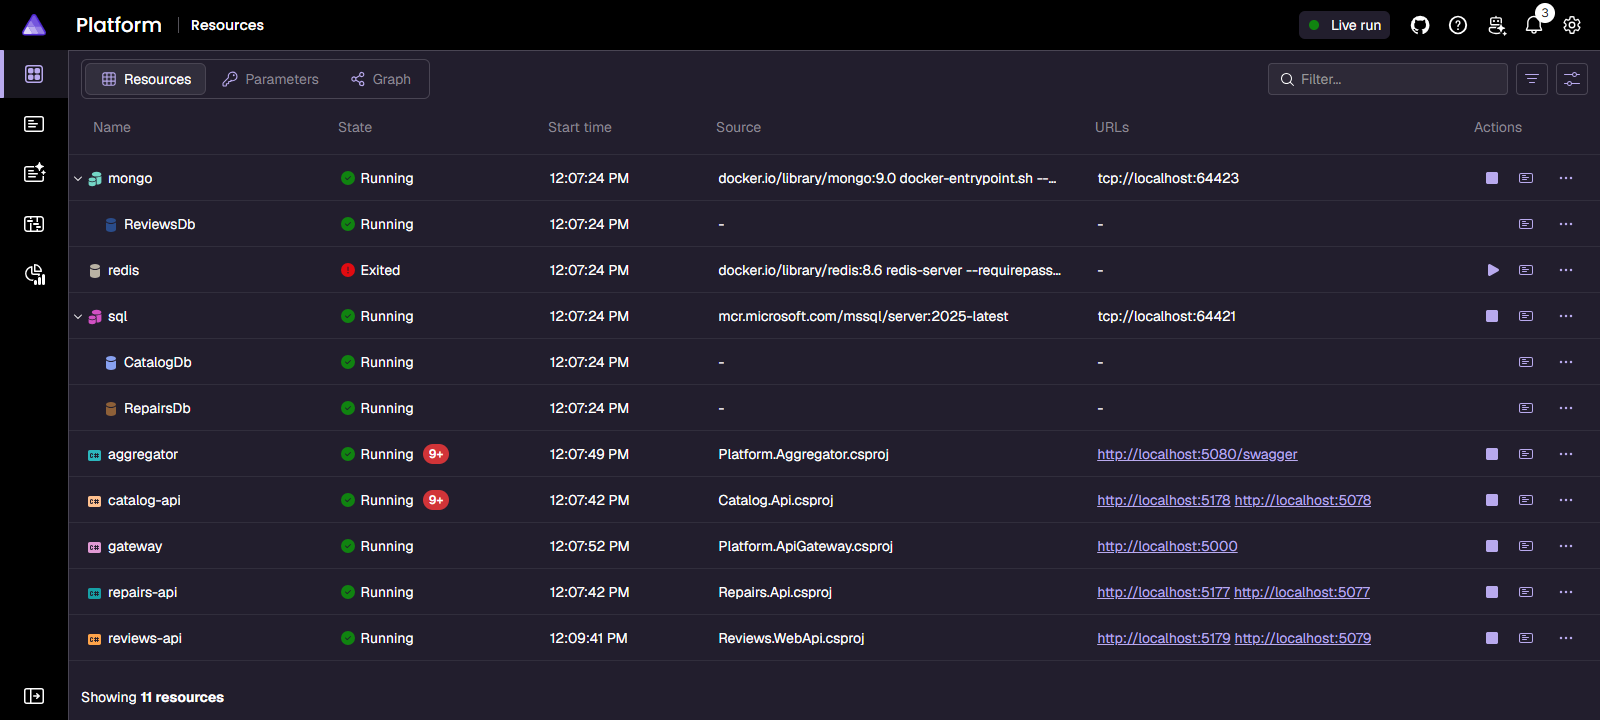 Platform | Resources Live run 3
Resources Parameters Graph Filter...
Name State Start time Source URLs Actions
mongo Running 12:07:24 PM docker.io/library/mongo:9.0 docker-entrypoint.sh --... tcp://localhost:64423
ReviewsDb Running 12:07:24 PM - -
redis Exited 12:07:24 PM docker.io/library/redis:8.6 redis-server --requirepass... -
sql Running 12:07:24 PM mcr.microsoft.com/mssql/server:2025-latest tcp://localhost:64421
CatalogDb Running 12:07:24 PM - -
RepairsDb Running 12:07:24 PM - -
C# aggregator Running 9+ 12:07:49 PM Platform.Aggregator.csproj http://localhost:5080/swagger
C# catalog-api Running 9+ 12:07:42 PM Catalog.Api.csproj http://localhost:5178 http://localhost:5078
C# gateway Running 12:07:52 PM Platform.ApiGateway.csproj http://localhost:5000
C# repairs-api Running 12:07:42 PM Repairs.Api.csproj http://localhost:5177 http://localhost:5077
C# reviews-api Running 12:09:41 PM Reviews.WebApi.csproj http://localhost:5179 http://localhost:5079
Showing 11 resources